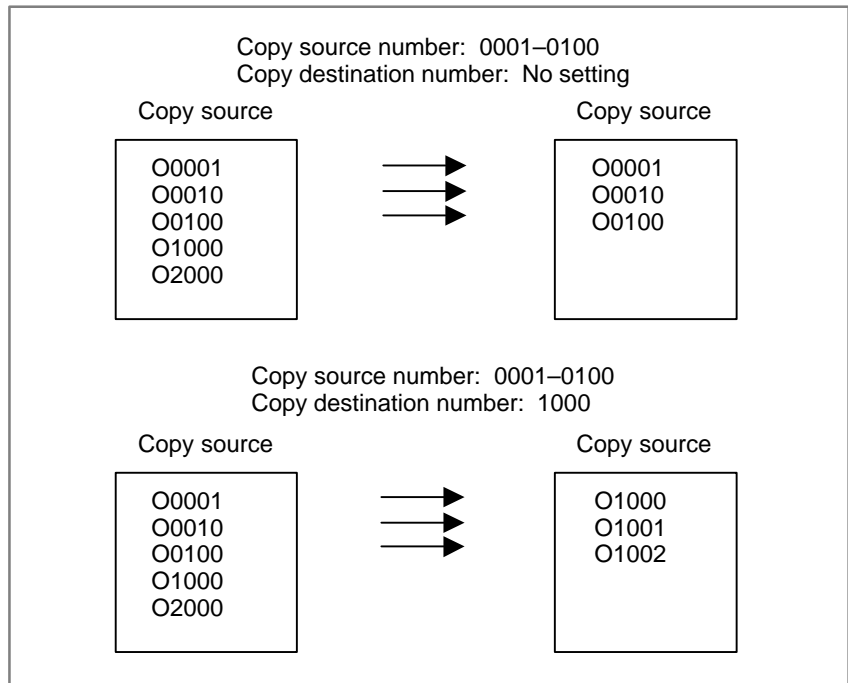 Copy source number: 0001–0100
Copy destination number: No setting
Copy source
Copy source
O0001
O0010
O0100
O1000
O2000
O0001
O0010
O0100
Copy source number: 0001–0100
Copy destination number: 1000
Copy source
Copy source
O0001
O0010
O0100
O1000
O2000
O1000
O1001
O1002